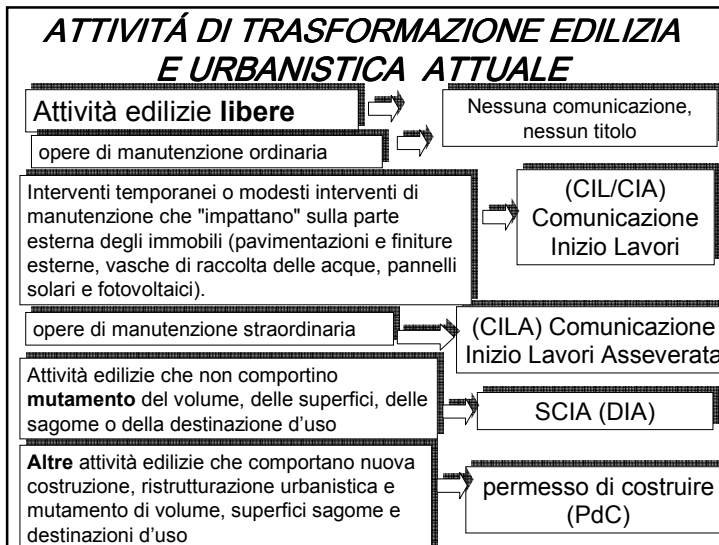 ATTIVITÁ DI TRASFORMAZIONE EDILIZIA
E URBANISTICA ATTUALE
Attività edilizie libere
Nessuna comunicazione,
nessun titolo
opere di manutenzione ordinaria
Interventi temporanei o modesti interventi di
manutenzione che "impattano" sulla parte
esterna degli immobili (pavimentazioni e finiture
esterne, vasche di raccolta delle acque, pannelli
solari e fotovoltaici).
(CIL/CIA)
Comunicazione
Inizio Lavori
opere di manutenzione straordinaria
(CILA) Comunicazione
Inizio Lavori Asseverata
Attività edilizie che non comportino
mutamento del volume, delle superfici, delle
sagome o della destinazione d'uso
SCIA (DIA)
Altre attività edilizie che comportano nuova
costruzione, ristrutturazione urbanistica e
mutamento di volume, superfici sagome e
destinazioni d'uso
permesso di costruire
(PdC)